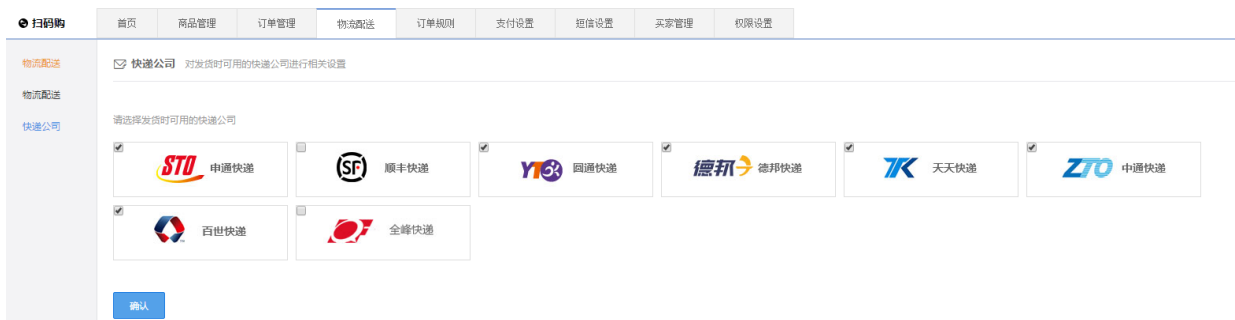 扫码购
首页 商品管理 订单管理 物流配送 订单规则 支付设置 短信设置 买家管理 权限设置
物流配送
物流配送
快递公司
快递公司 对发货时可用的快递公司进行相关设置
请选择发货时可用的快递公司
STO 申通快递
SF 顺丰快递
YTO 圆通快递
德邦 德邦快递
TTK 天天快递
ZTO 中通快递
百世快递
全峰快递
确认